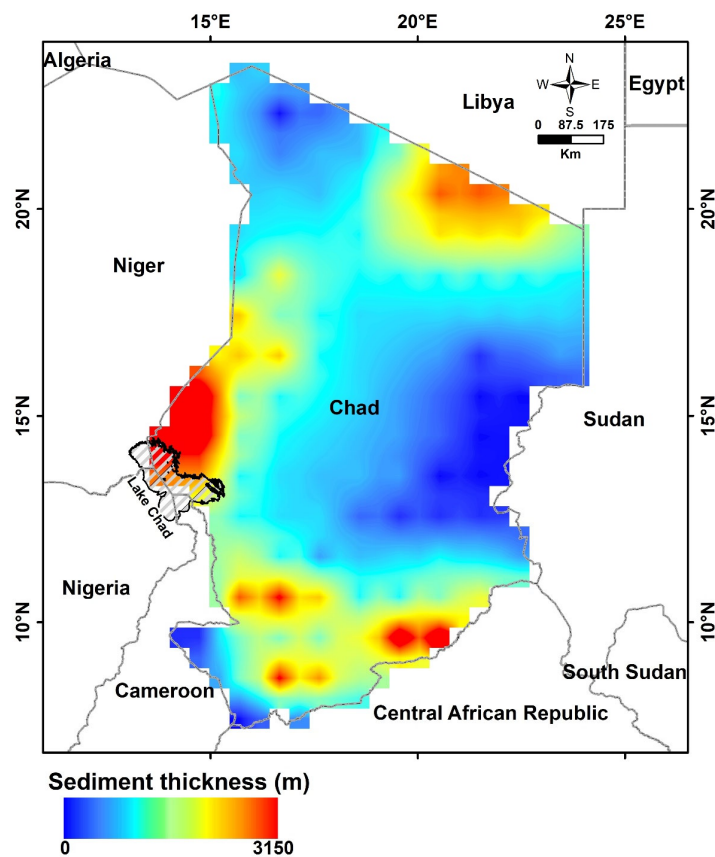 15°E 20°E 25°E
Algeria
Libya
Egypt
N
W E
S
0 87.5 175
Km
20°N 20°N
Niger
Chad
15°N 15°N
Sudan
Lake Chad
Nigeria
10°N 10°N
South Sudan
Cameroon
Central African Republic
Sediment thickness (m)
0 3150